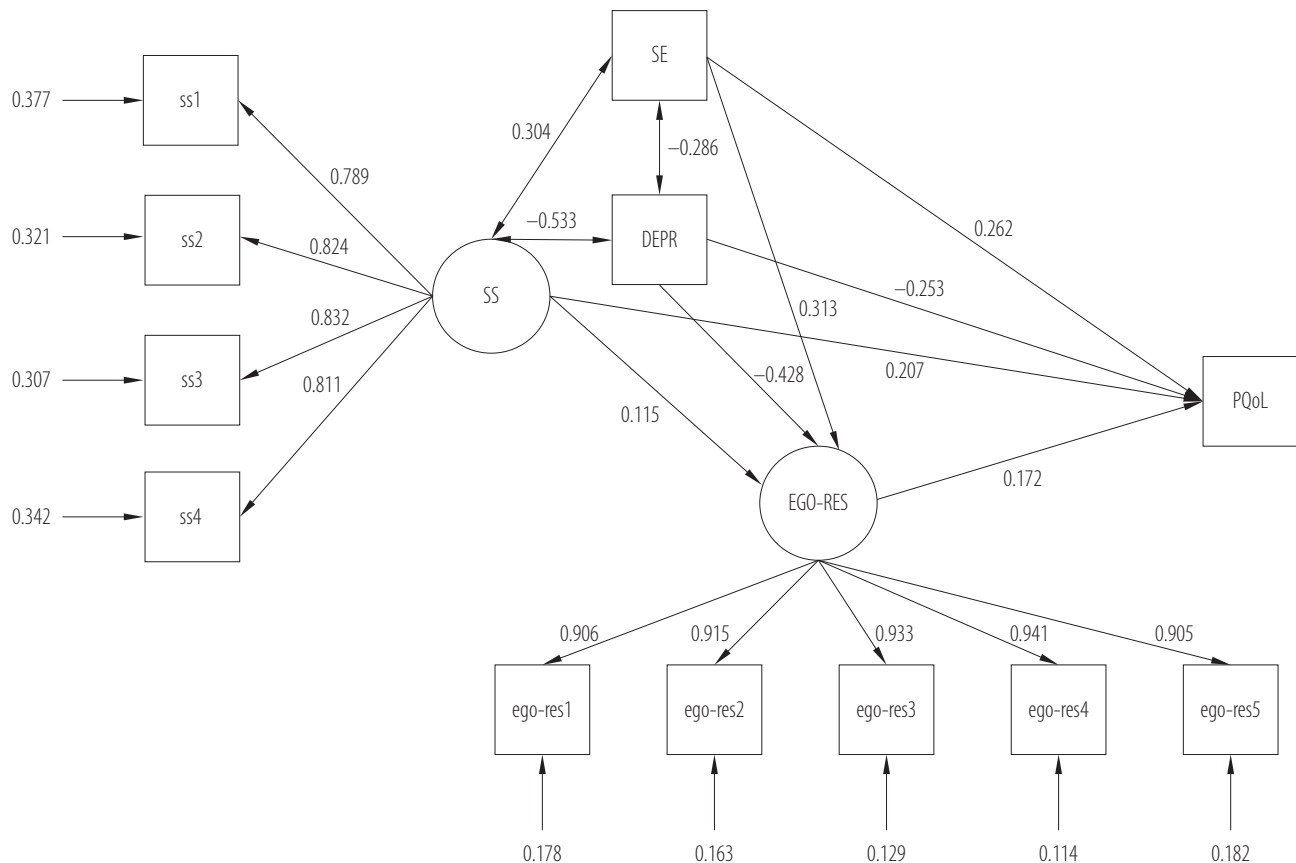 SE
0.377
ss1
0.304
−0.286
0.789
0.321
ss2
0.824
−0.533
DEPR
0.262
SS
−0.253
0.832
0.313
0.307
ss3
0.811
−0.428
0.207
PQoL
0.115
0.172
0.342
ss4
EGO-RES
0.906
0.915
0.933
0.941
0.905
ego-res1
ego-res2
ego-res3
ego-res4
ego-res5
0.178
0.163
0.129
0.114
0.182